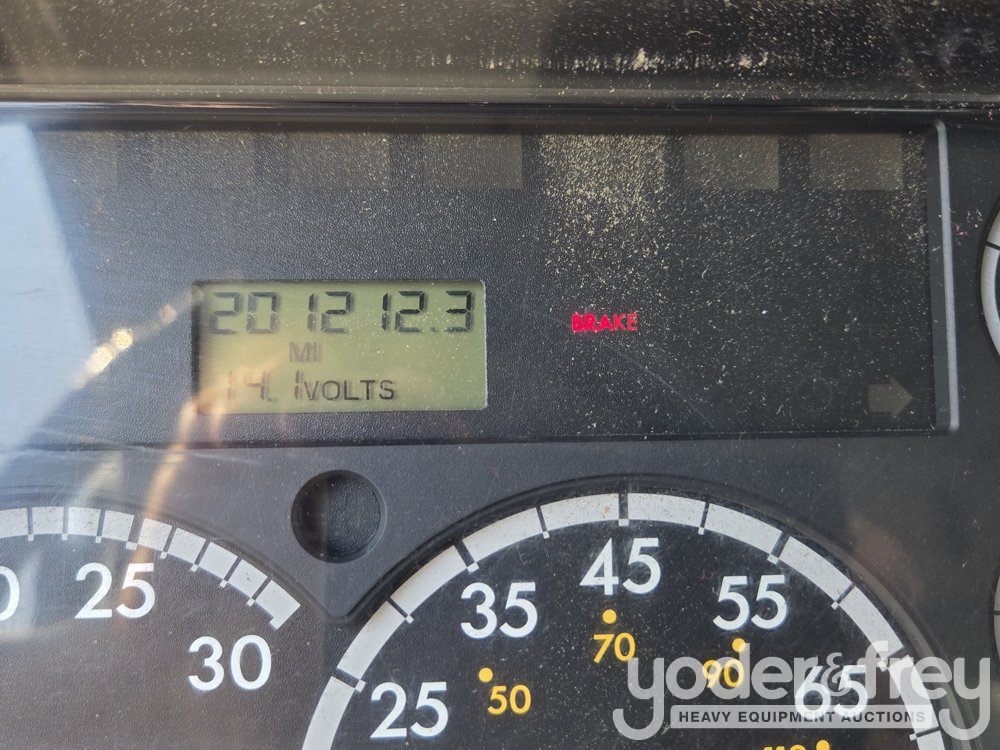 201212.3
MI
14.1VOLTS
BRAKE
25
30
25
35
45
55
65
50
70
90
110
yoder&frey
HEAVY EQUIPMENT AUCTIONS